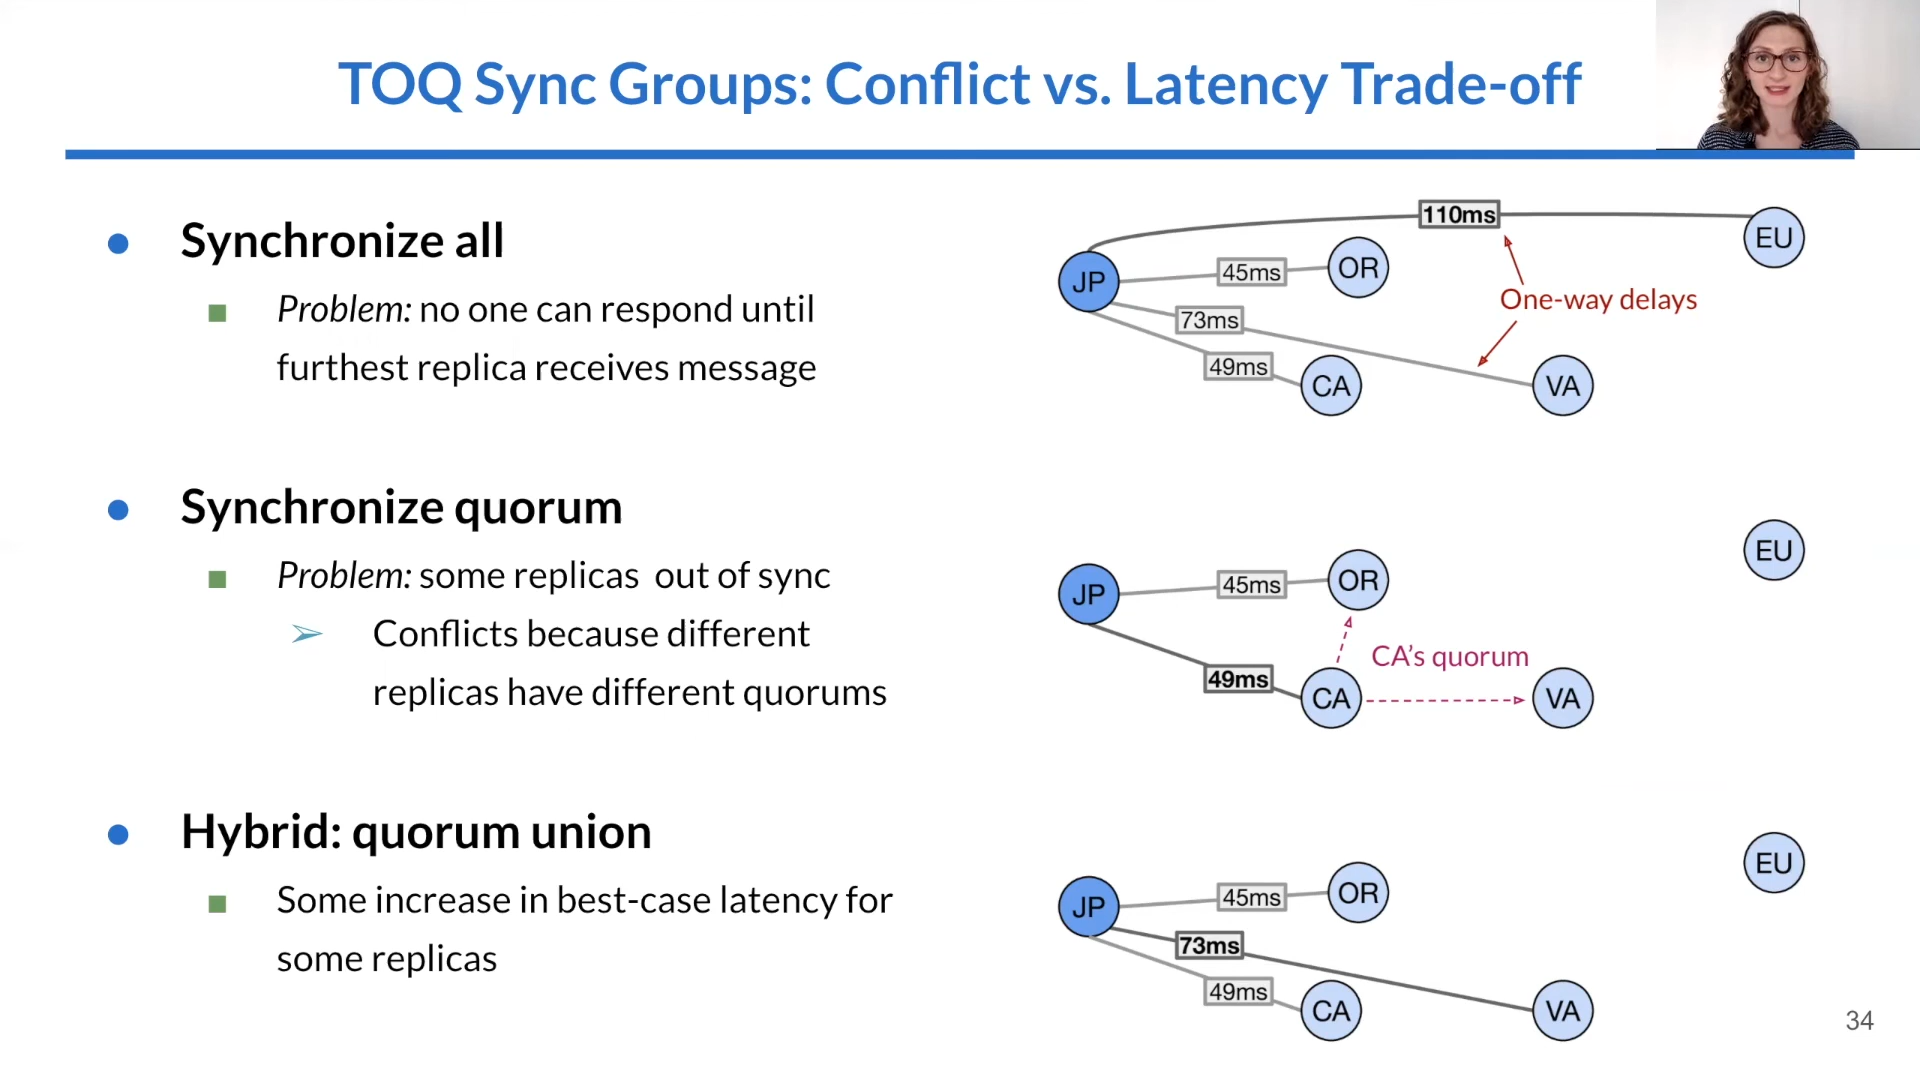 TOQ Sync Groups: Conflict vs. Latency Trade-off
Synchronize all
Problem: no one can respond until
furthest replica receives message
110ms
EU
OR
45ms
JP
One-way delays
73ms
49ms
CA
VA
Synchronize quorum
Problem: some replicas out of sync
Conflicts because different
replicas have different quorums
EU
OR
45ms
JP
CA's quorum
49ms
CA
VA
Hybrid: quorum union
Some increase in best-case latency for
some replicas
EU
OR
45ms
JP
73ms
49ms
CA
VA
34